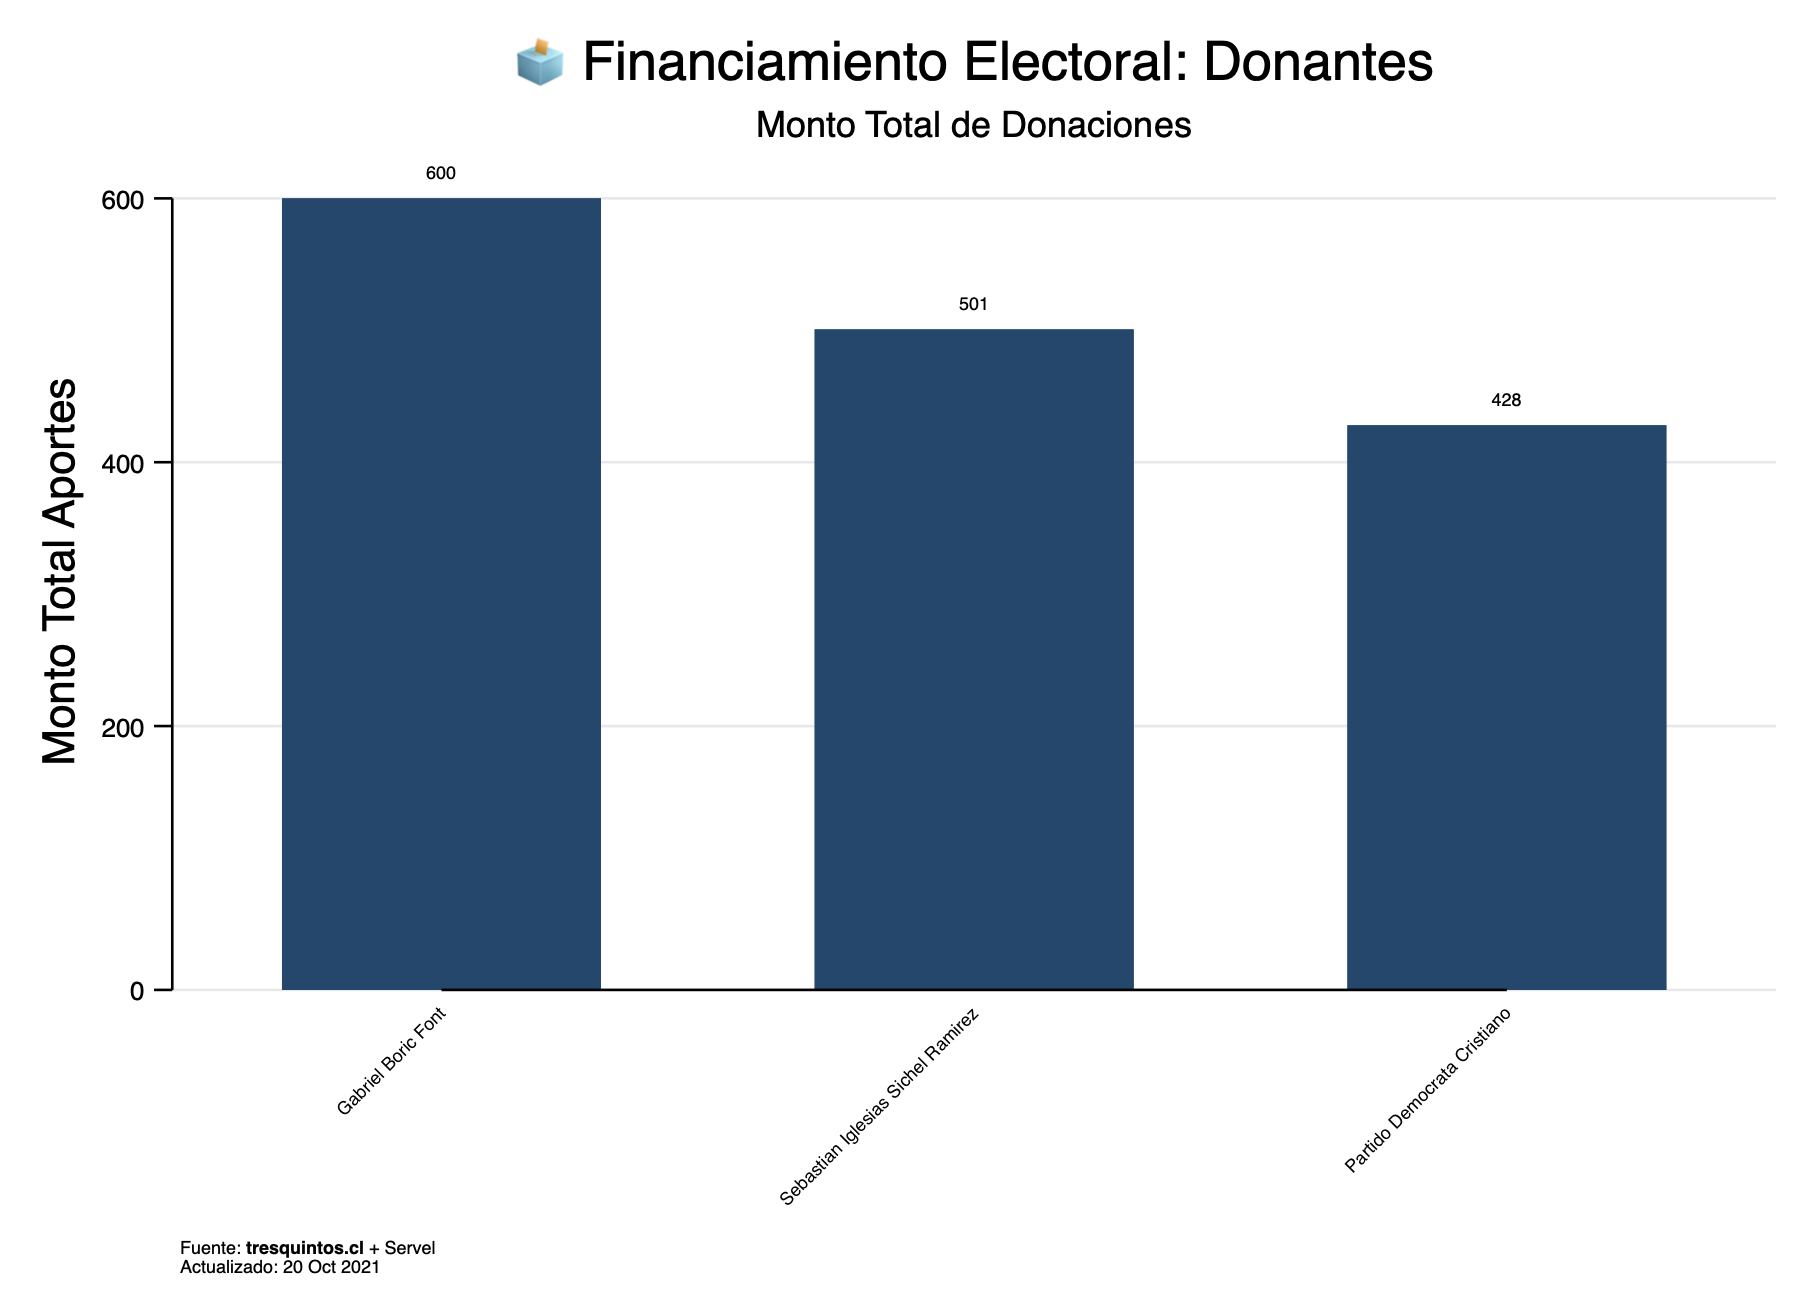 Financiamiento Electoral: Donantes
Monto Total de Donaciones
Monto Total Aportes
600
400
200
0
600
501
428
Gabriel Boric Font
Sebastian Iglesias Sichel Ramirez
Partido Democrata Cristiano
Fuente: tresquintos.cl + Servel
Actualizado: 20 Oct 2021